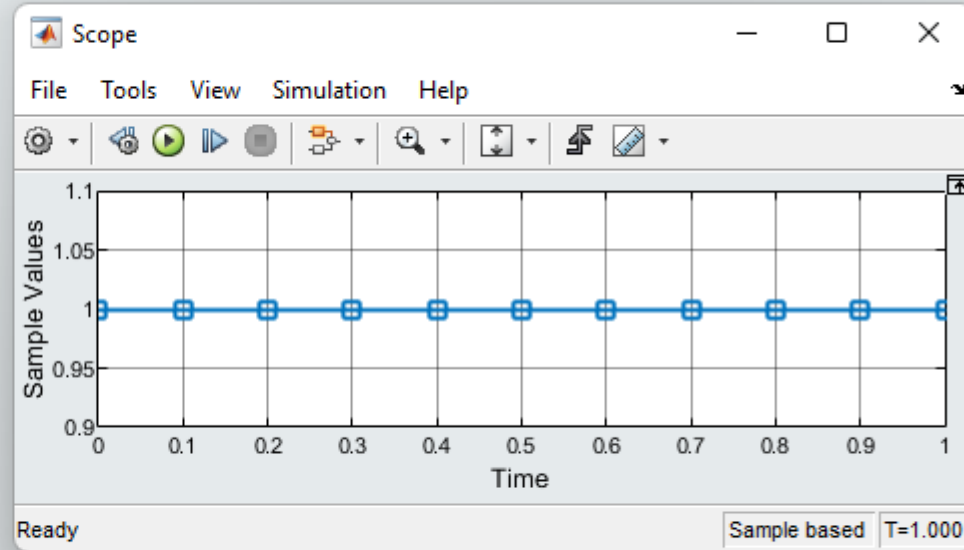 Scope
File Tools View Simulation Help
1.1
1.05
1
0.95
0.9
Sample Values
0 0.1 0.2 0.3 0.4 0.5 0.6 0.7 0.8 0.9 1
Time
Ready Sample based T=1.000